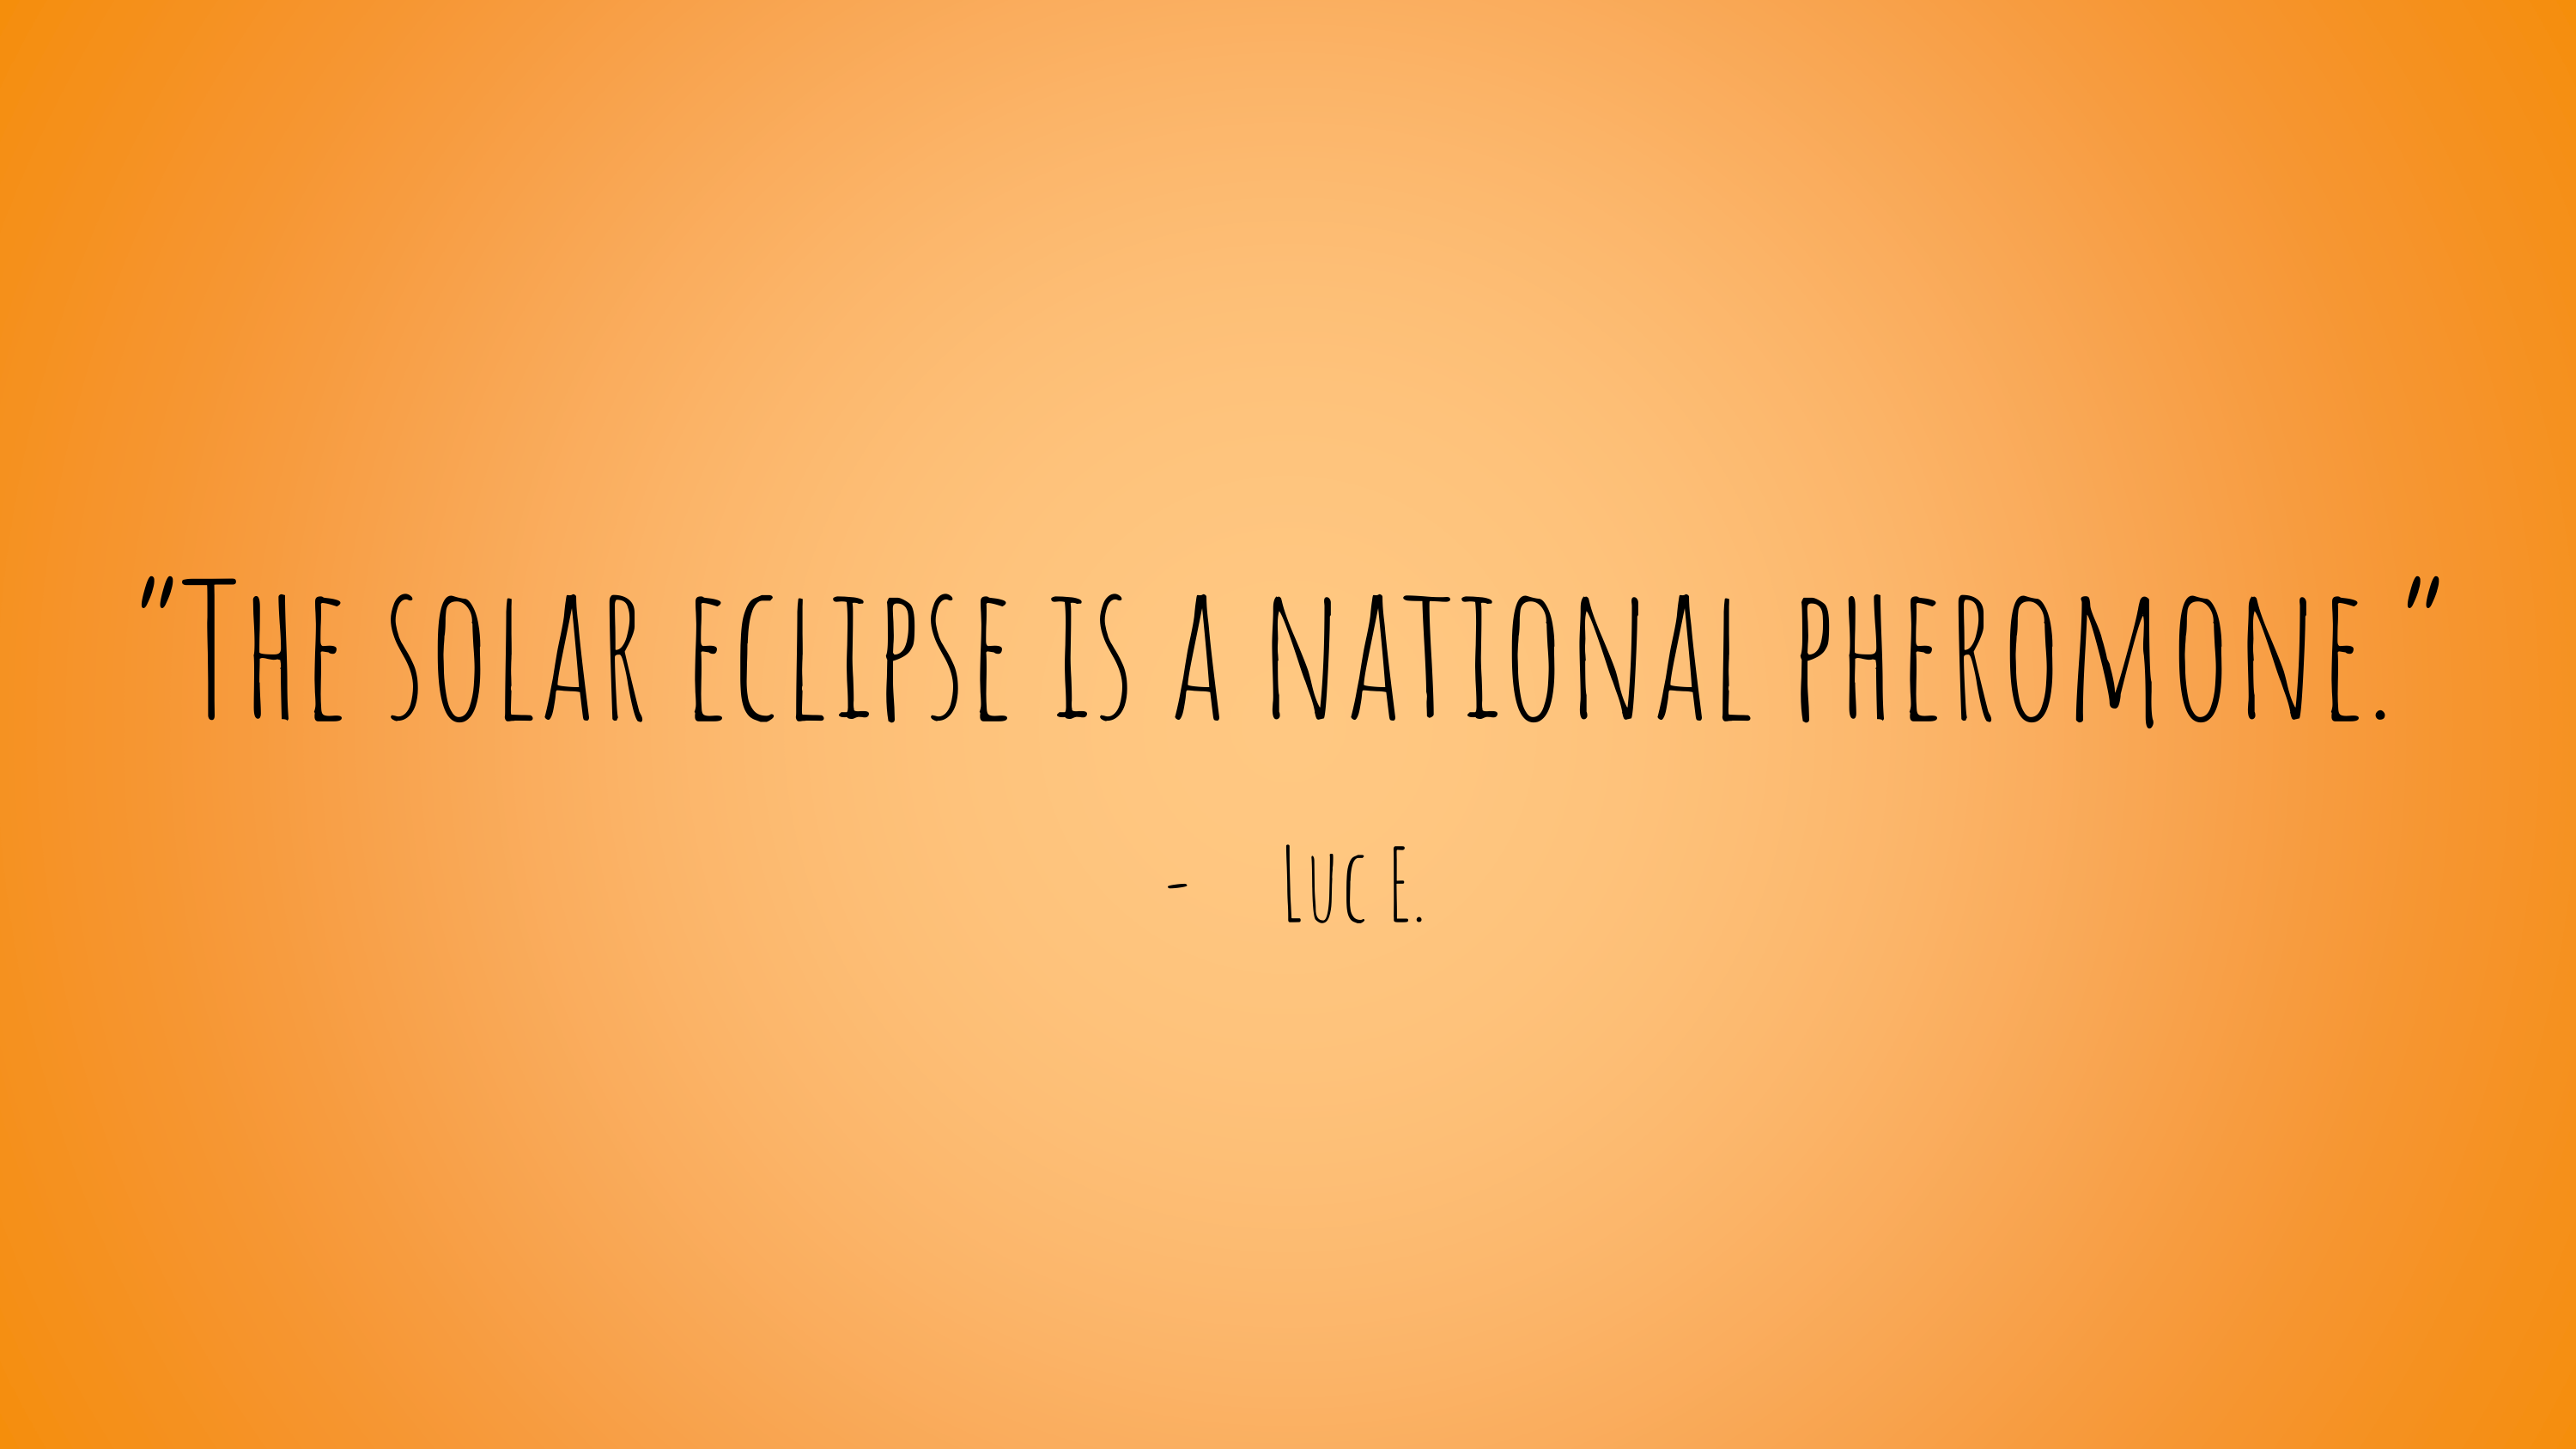 "The solar eclipse is a national pheromone."
- Luc E.